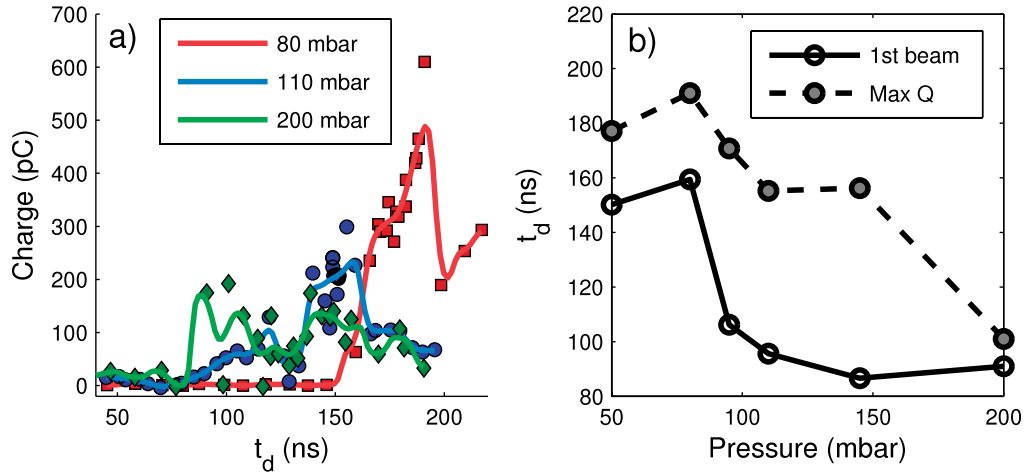 a)
80 mbar
110 mbar
200 mbar
700
600
500
400
300
200
100
0
Charge (pC)
50
100
150
200
t_d (ns)
b)
1st beam
Max Q
220
200
180
160
140
120
100
80
t_d (ns)
50
100
150
200
Pressure (mbar)